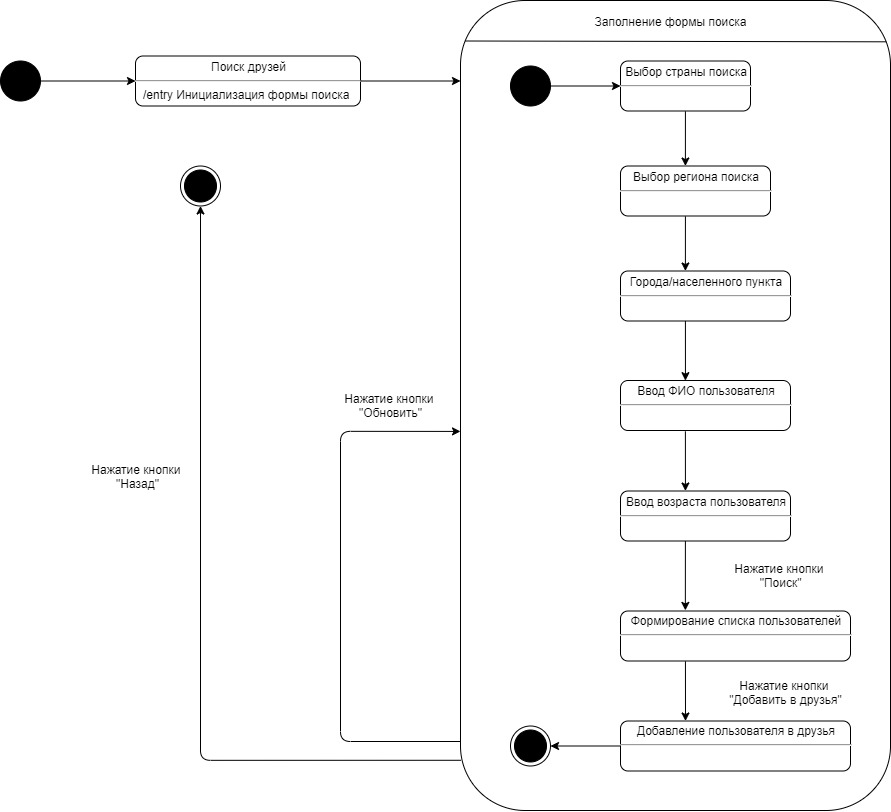 Заполнение формы поиска
Поиск друзей
/entry Инициализация формы поиска
Выбор страны поиска
Выбор региона поиска
Города/населенного пункта
Ввод ФИО пользователя
Нажатие кнопки
"Обновить"
Нажатие кнопки
"Назад"
Ввод возраста пользователя
Нажатие кнопки
"Поиск"
Формирование списка пользователей
Нажатие кнопки
"Добавить в друзья"
Добавление пользователя в друзья